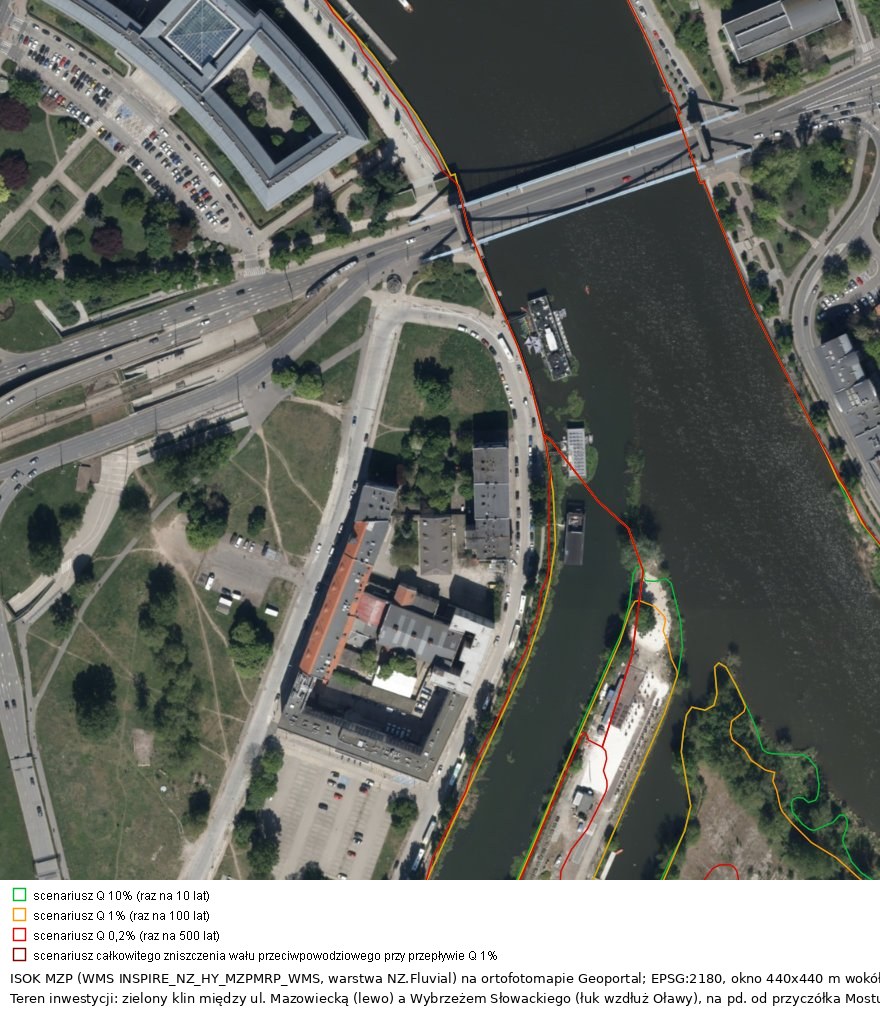 scenariusz Q 10% (raz na 10 lat)
scenariusz Q 1% (raz na 100 lat)
scenariusz Q 0,2% (raz na 500 lat)
scenariusz całkowitego zniszczenia wału przeciwpowodziowego przy przepływie Q 1%
ISOK MZP (WMS INSPIRE_NZ_HY_MZPMRP_WMS, warstwa NZ.Fluvial) na ortofotomapie Geoportal; EPSG:2180, okno 440x440 m wokół
Teren inwestycji: zielony klin między ul. Mazowiecką (lewo) a Wybrzeżem Słowackiego (łuk wzdłuż Oławy), na pd. od przyczółka Mostu